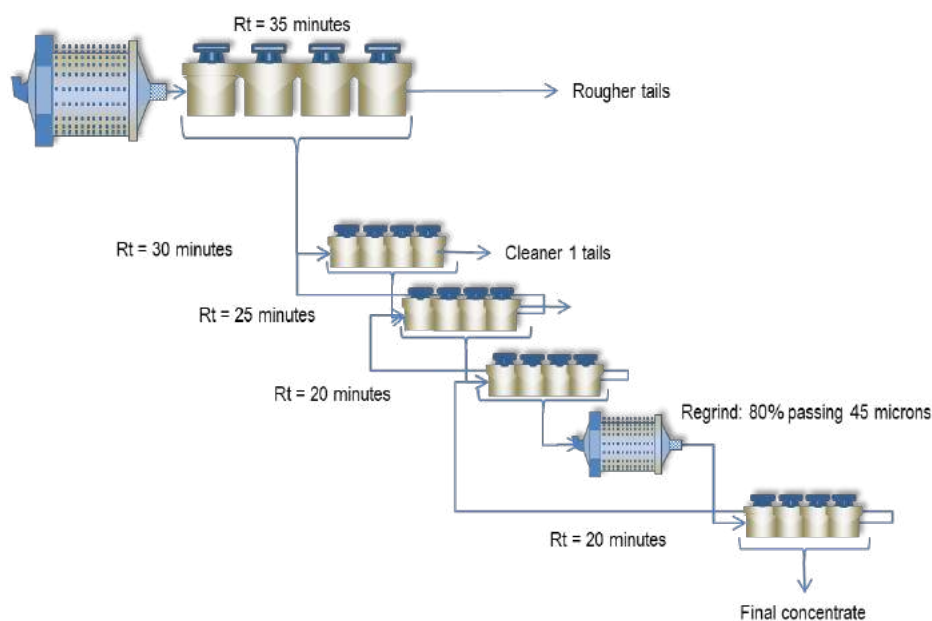 Rt = 35 minutes
Rougher tails
Rt = 30 minutes
Cleaner 1 tails
Rt = 25 minutes
Rt = 20 minutes
Regrind: 80% passing 45 microns
Rt = 20 minutes
Final concentrate